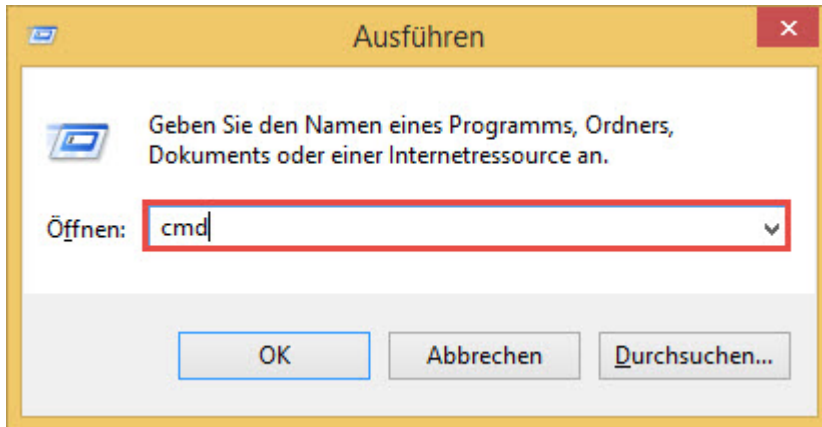 Ausführen
Geben Sie den Namen eines Programms, Ordners,
Dokuments oder einer Internetressource an.
Öffnen: cmd
OK Abbrechen Durchsuchen...